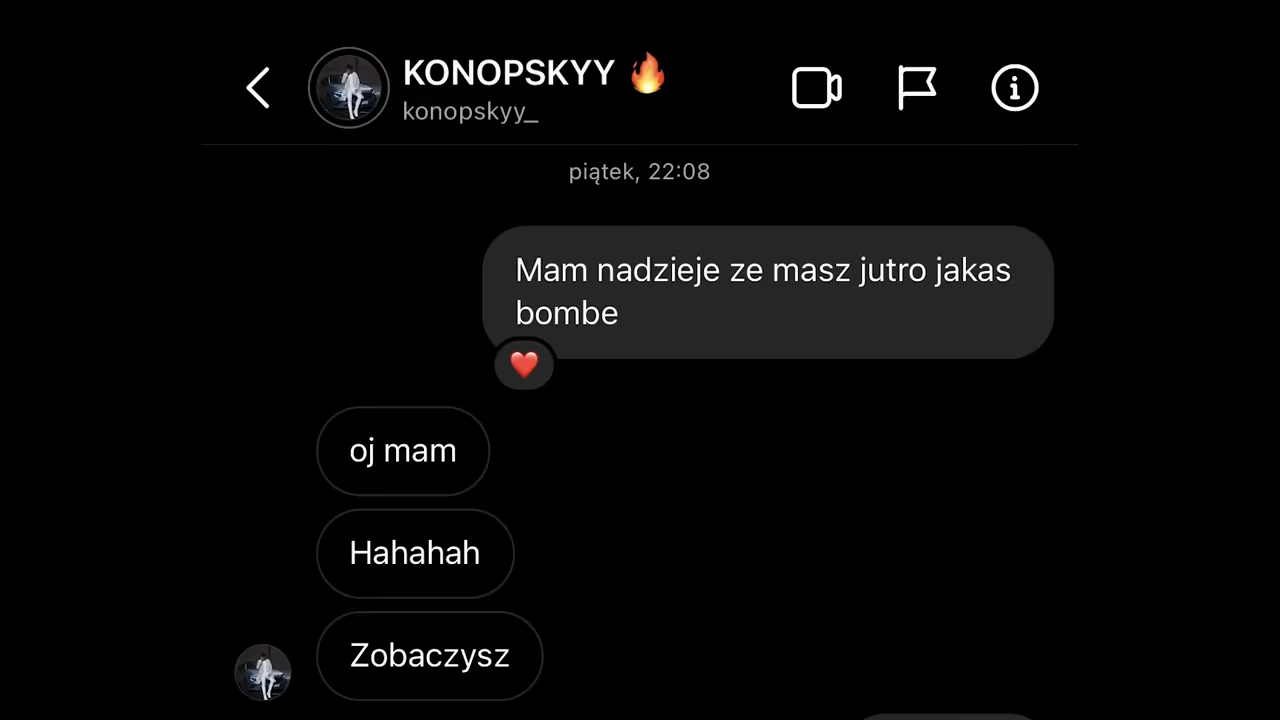 KONOPSKYY 🔥
konopskyy_
piątek, 22:08
Mam nadzieje ze masz jutro jakas
bombe
❤️
oj mam
Hahahah
Zobaczysz